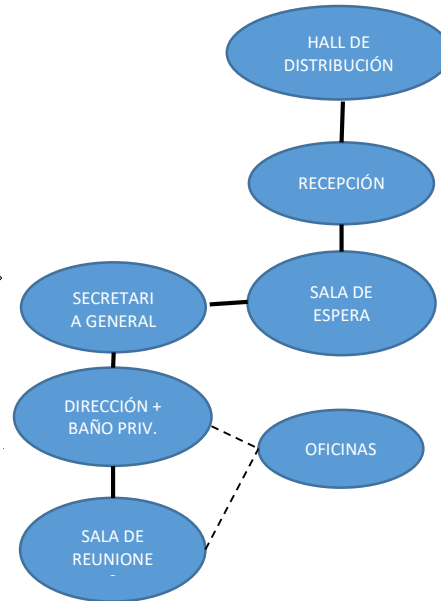 HALL DE
DISTRIBUCIÓN
RECEPCIÓN
SALA DE
ESPERA
SECRETARI
A GENERAL
DIRECCIÓN +
BAÑO PRIV.
OFICINAS
SALA DE
REUNIONE